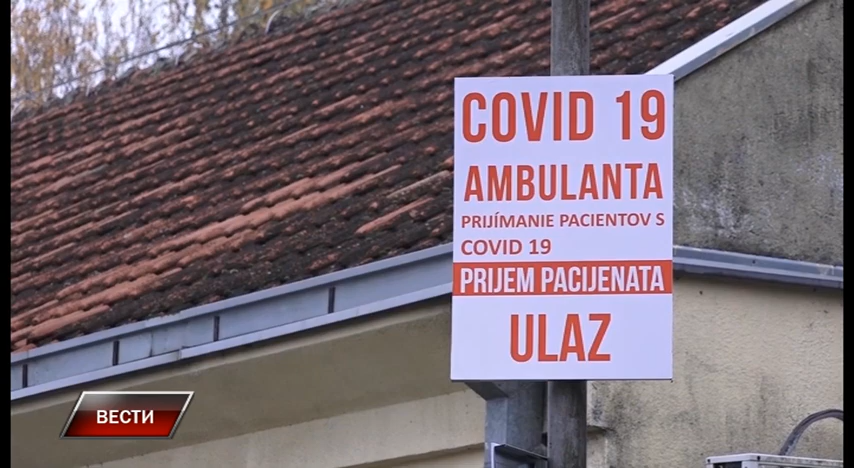 COVID 19
AMBULANTA
PRIJÍMANIE PACIENTOV S
COVID 19
PRIJEM PACIJENATA
ULAZ
ВЕСТИ